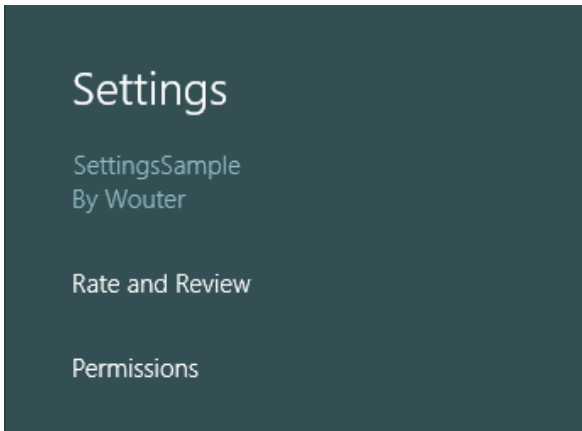 Settings
SettingsSample
By Wouter
Rate and Review
Permissions